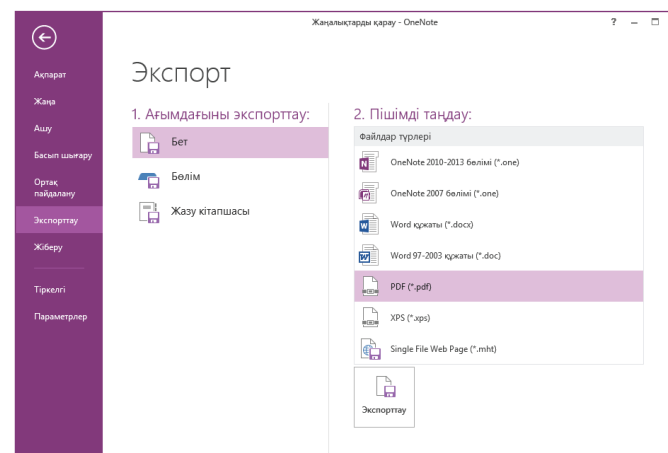 Жаңалықтарды қарау - OneNote
?
Ақпарат
Жаңа
Ашу
Басып шығару
Ортақ
пайдалану
Экспорттау
Жіберу
Тіркелгі
Параметрлер
Экспорт
1. Ағымдағыны экспорттау:
Бет
Бөлім
Жазу кітапшасы
2. Пішімді таңдау:
Файлдар түрлері
OneNote 2010-2013 бөлімі (*.one)
OneNote 2007 бөлімі (*.one)
Word құжаты (*.docx)
Word 97-2003 құжаты (*.doc)
PDF (*.pdf)
XPS (*.xps)
Single File Web Page (*.mht)
Экспорттау